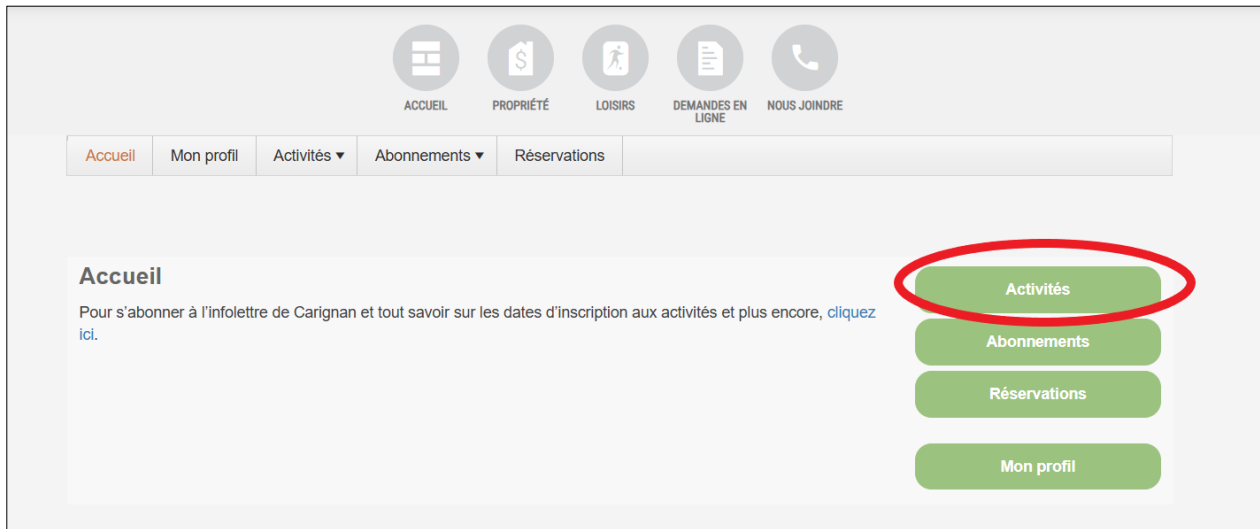 ACCUEIL
PROPRIÉTÉ
LOISIRS
DEMANDES EN
LIGNE
NOUS JOINDRE
Accueil Mon profil Activités ▾ Abonnements ▾ Réservations
Accueil
Pour s’abonner à l’infolettre de Carignan et tout savoir sur les dates d’inscription aux activités et plus encore, cliquez
ici.
Activités
Abonnements
Réservations
Mon profil